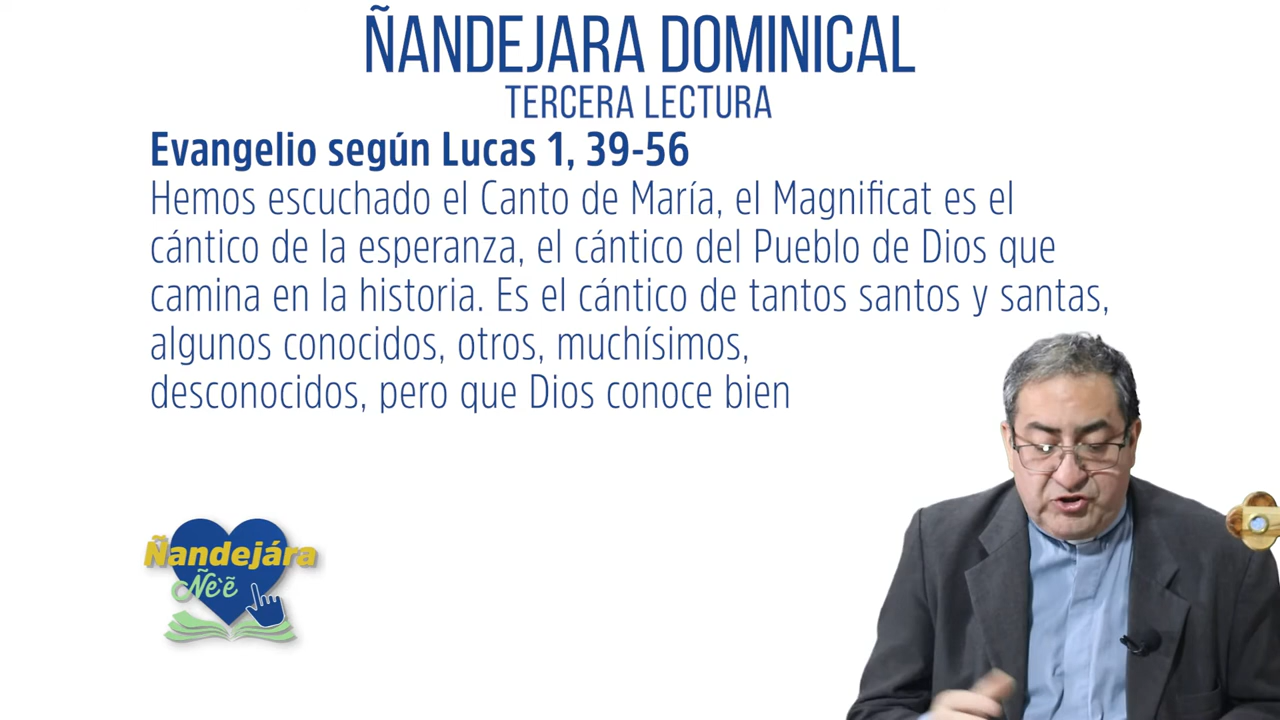 ÑANDEJARA DOMINICAL
TERCERA LECTURA
Evangelio según Lucas 1, 39-56
Hemos escuchado el Canto de María, el Magnificat es el
cántico de la esperanza, el cántico del Pueblo de Dios que
camina en la historia. Es el cántico de tantos santos y santas,
algunos conocidos, otros, muchísimos,
desconocidos, pero que Dios conoce bien
Ñandejára
Ñe'ẽ